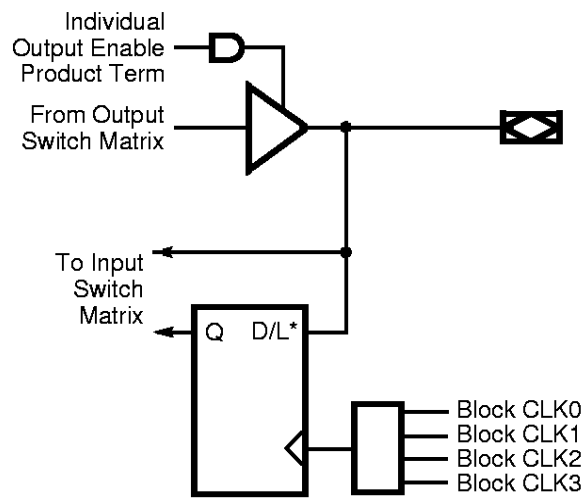 Individual
Output Enable
Product Term
From Output
Switch Matrix
To Input
Switch
Matrix
Q D/L*
Block CLK0
Block CLK1
Block CLK2
Block CLK3